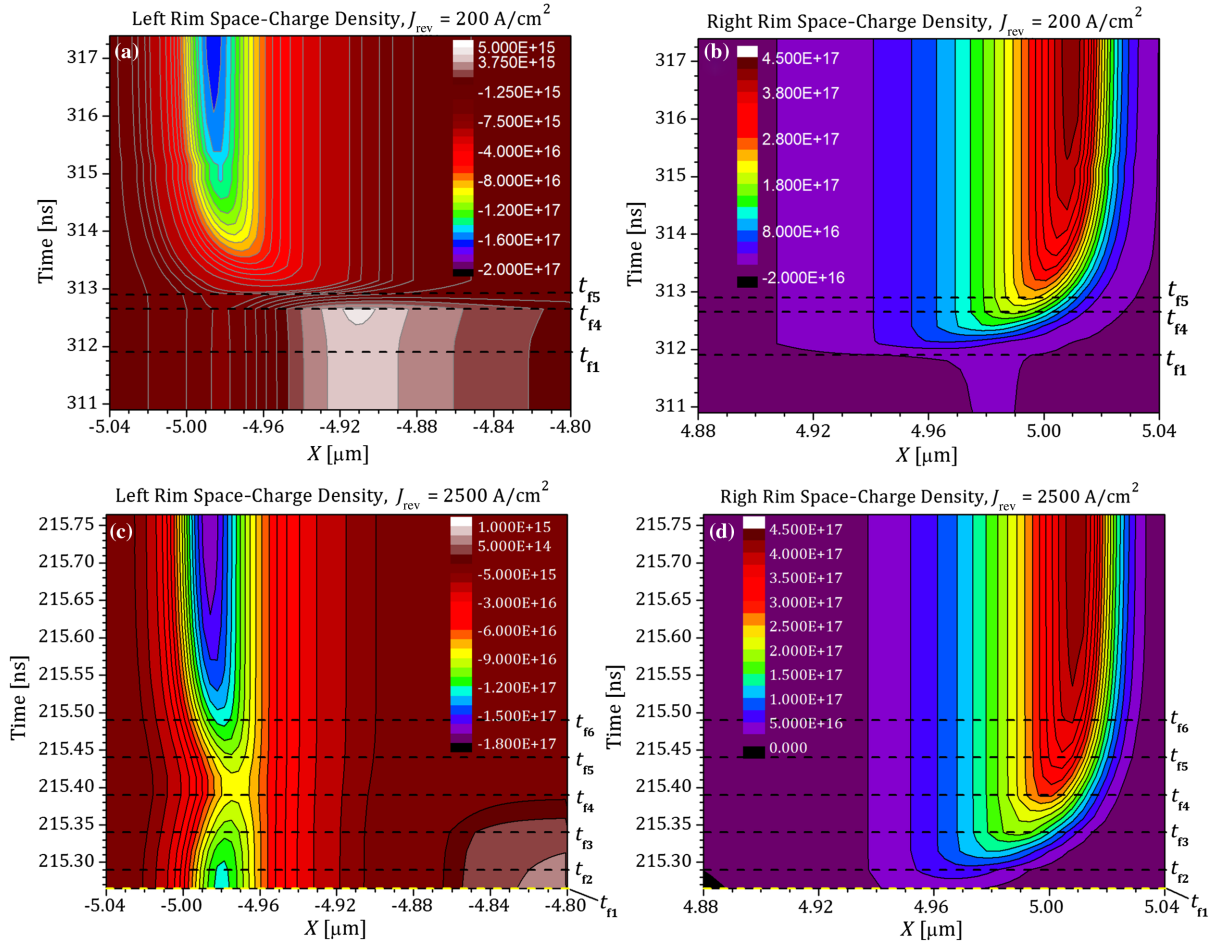 Left Rim Space-Charge Density, Jrev = 200 A/cm2
(a)
5.000E+15
3.750E+15
-1.250E+15
-7.500E+15
-4.000E+16
-8.000E+16
-1.200E+17
-1.600E+17
-2.000E+17
317
316
315
314
313
312
311
Time [ns]
tf5
tf4
tf1
-5.04 -5.00 -4.96 -4.92 -4.88 -4.84 -4.80
X [μm]
Right Rim Space-Charge Density, Jrev = 200 A/cm2
(b)
4.500E+17
3.800E+17
2.800E+17
1.800E+17
8.000E+16
-2.000E+16
317
316
315
314
313
312
311
Time [ns]
tf5
tf4
tf1
4.88 4.92 4.96 5.00 5.04
X [μm]
Left Rim Space-Charge Density, Jrev = 2500 A/cm2
(c)
1.000E+15
5.000E+14
-5.000E+15
-3.000E+16
-6.000E+16
-9.000E+16
-1.200E+17
-1.500E+17
-1.800E+17
215.75
215.70
215.65
215.60
215.55
215.50
215.45
215.40
215.35
215.30
Time [ns]
tf6
tf5
tf4
tf3
tf2
tf1
-5.04 -5.00 -4.96 -4.92 -4.88 -4.84 -4.80
X [μm]
Righ Rim Space-Charge Density, Jrev = 2500 A/cm2
(d)
4.500E+17
4.000E+17
3.500E+17
3.000E+17
2.500E+17
2.000E+17
1.500E+17
1.000E+17
5.000E+16
0.000
215.75
215.70
215.65
215.60
215.55
215.50
215.45
215.40
215.35
215.30
Time [ns]
tf6
tf5
tf4
tf3
tf2
tf1
4.88 4.92 4.96 5.00 5.04
X [μm]